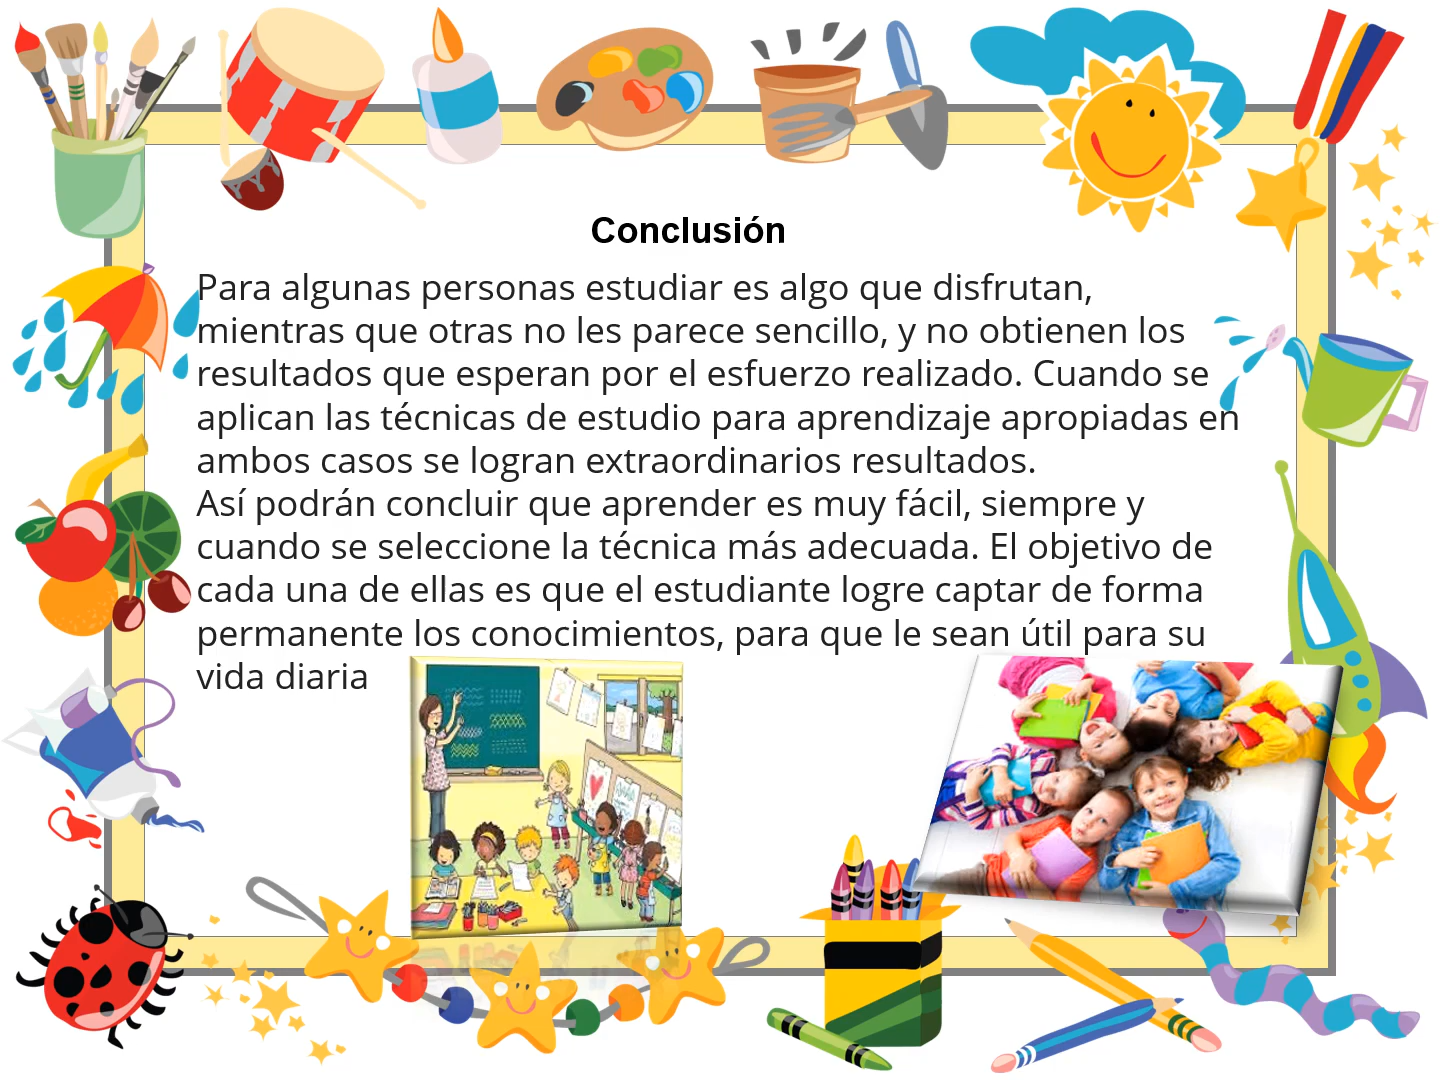 Conclusión
Para algunas personas estudiar es algo que disfrutan,
mientras que otras no les parece sencillo, y no obtienen los
resultados que esperan por el esfuerzo realizado. Cuando se
aplican las técnicas de estudio para aprendizaje apropiadas en
ambos casos se logran extraordinarios resultados.
Así podrán concluir que aprender es muy fácil, siempre y
cuando se seleccione la técnica más adecuada. El objetivo de
cada una de ellas es que el estudiante logre captar de forma
permanente los conocimientos, para que le sean útil para su
vida diaria